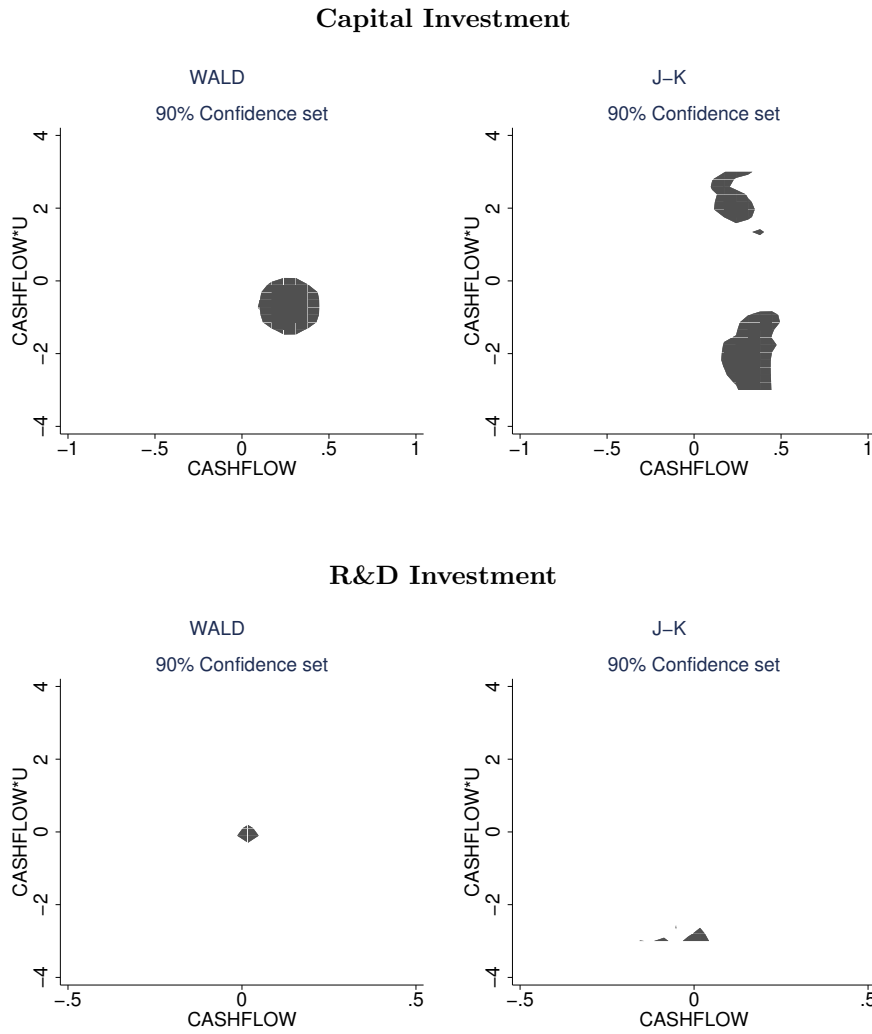 Capital Investment
WALD
90% Confidence set
CASHFLOW*U
4
2
0
−2
−4
−1
−.5
0
.5
1
CASHFLOW
J−K
90% Confidence set
CASHFLOW*U
4
2
0
−2
−4
−1
−.5
0
.5
1
CASHFLOW
R&D Investment
WALD
90% Confidence set
CASHFLOW*U
4
2
0
−2
−4
−.5
0
.5
CASHFLOW
J−K
90% Confidence set
CASHFLOW*U
4
2
0
−2
−4
−.5
0
.5
CASHFLOW